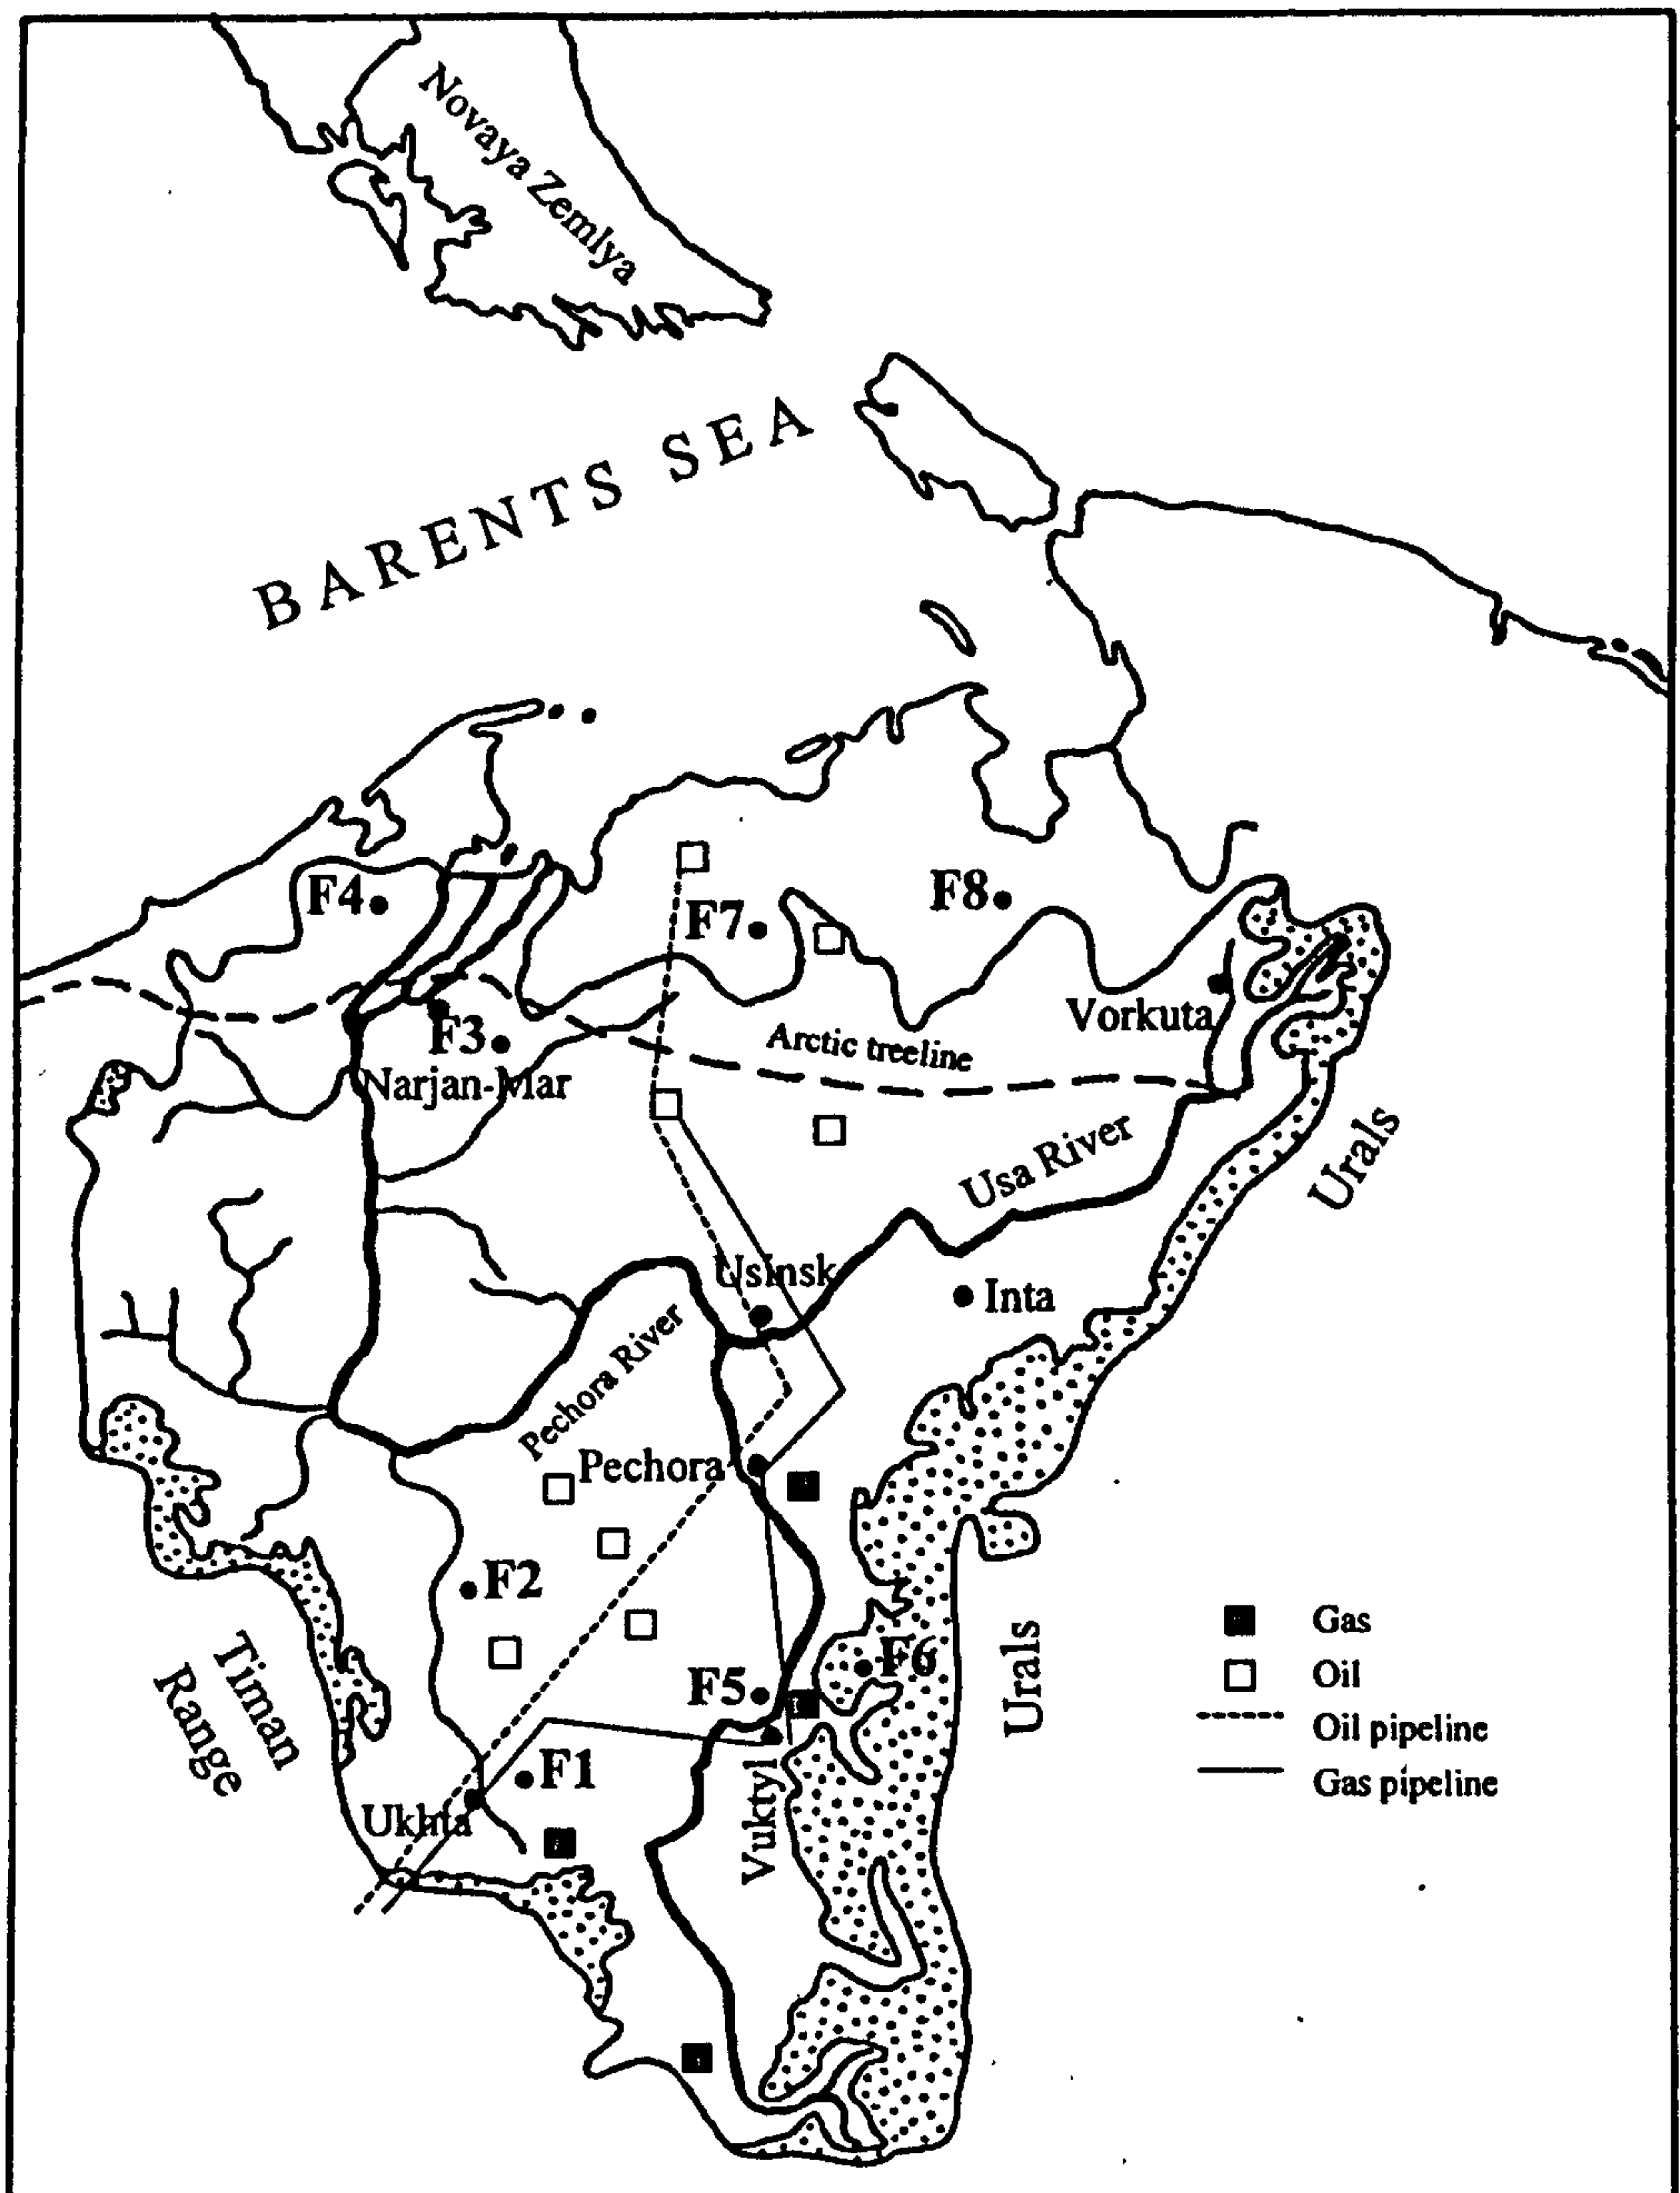 Novaya Zemlya
BARENTS SEA
F4
F7
F8
Vorkuta
F3
Narjan-Mar
Arctic treeline
Usa River
Urals
Usinsk
Inta
Pechora River
Pechora
F2
Timan
Range
F5
F6
Urals
F1
Ukhta
Vuktyl
Gas
Oil
Oil pipeline
Gas pipeline